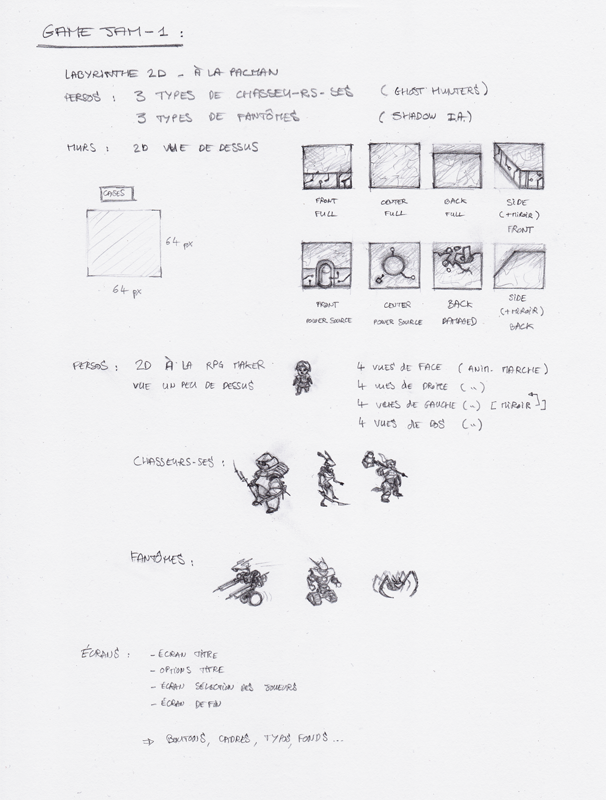 GAME JAM-1 :
LABYRINTHE 2D - À LA PACMAN
PERSOS : 3 TYPES DE CHASSEU-RS-SES (GHOST HUNTERS)
3 TYPES DE FANTÔMES (SHADOW I.A.)
MURS : 2D VUE DE DESSUS
CASES
64 px
64 px
FRONT FULL
CENTER FULL
BACK FULL
SIDE (+MIROIR) FRONT
FRONT POWER SOURCE
CENTER POWER SOURCE
BACK DAMAGED
SIDE (+MIROIR) BACK
PERSOS : 2D À LA RPG MAKER
VUE UN PEU DE DESSUS
4 VUES DE FACE (ANIM. MARCHE)
4 VUES DE DROITE (")
4 VUES DE GAUCHE (") [MIROIR]
4 VUES DE DOS (")
CHASSEURS-SES :
FANTÔMES :
ÉCRANS : - ÉCRAN TITRE
- OPTIONS TITRE
- ÉCRAN SÉLECTION DES JOUEURS
- ÉCRAN DE FIN
⇒ BOUTONS, CADRES, TYPOS, FONDS...